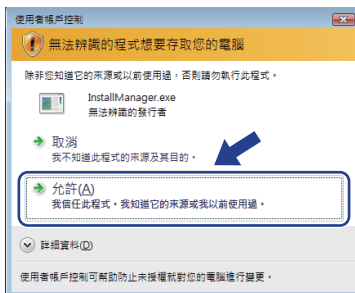 使用者帳戶控制
無法辨識的程式想要存取您的電腦
除非您知道它的來源或以前使用過，否則請勿執行此程式。
InstallManager.exe
無法辨識的發行者
取消
我不知道此程式的來源及其目的。
允許(A)
我信任此程式。我知道它的來源或我以前使用過。
詳細資料(D)
使用者帳戶控制可幫助防止未授權就對您的電腦進行變更。